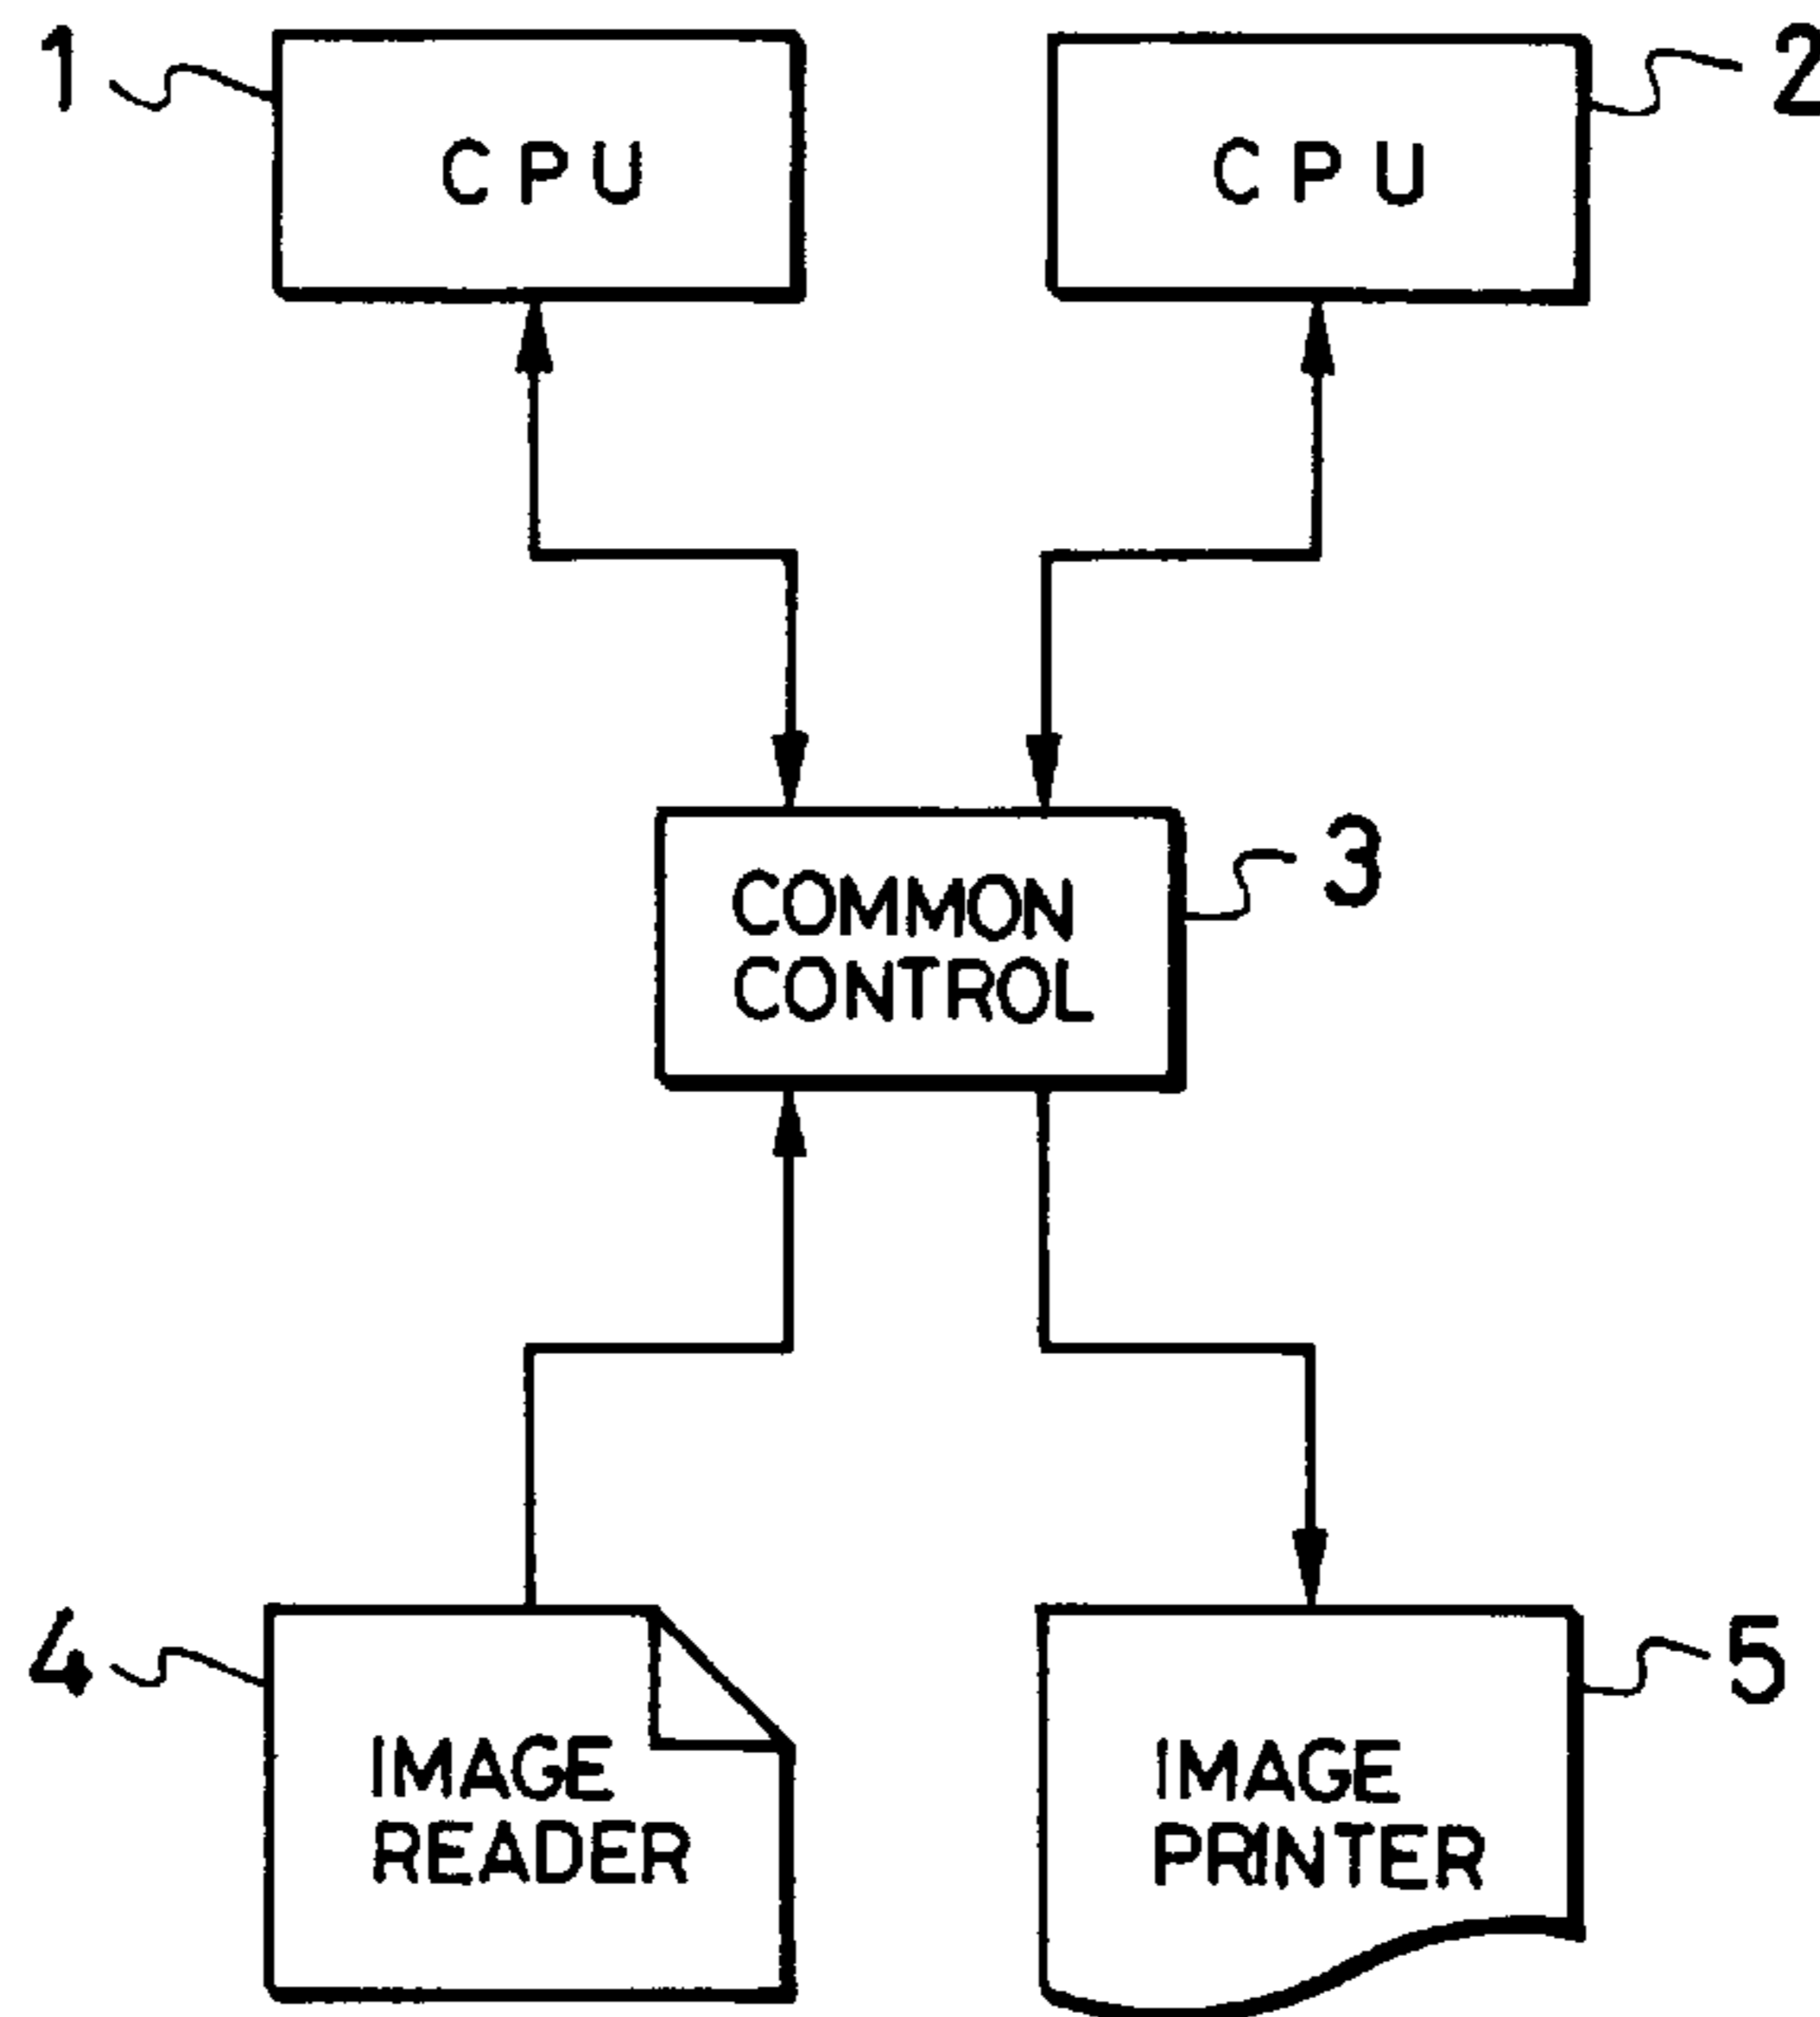 1
CPU
CPU
2
COMMON
CONTROL
3
4
IMAGE
READER
IMAGE
PRINTER
5